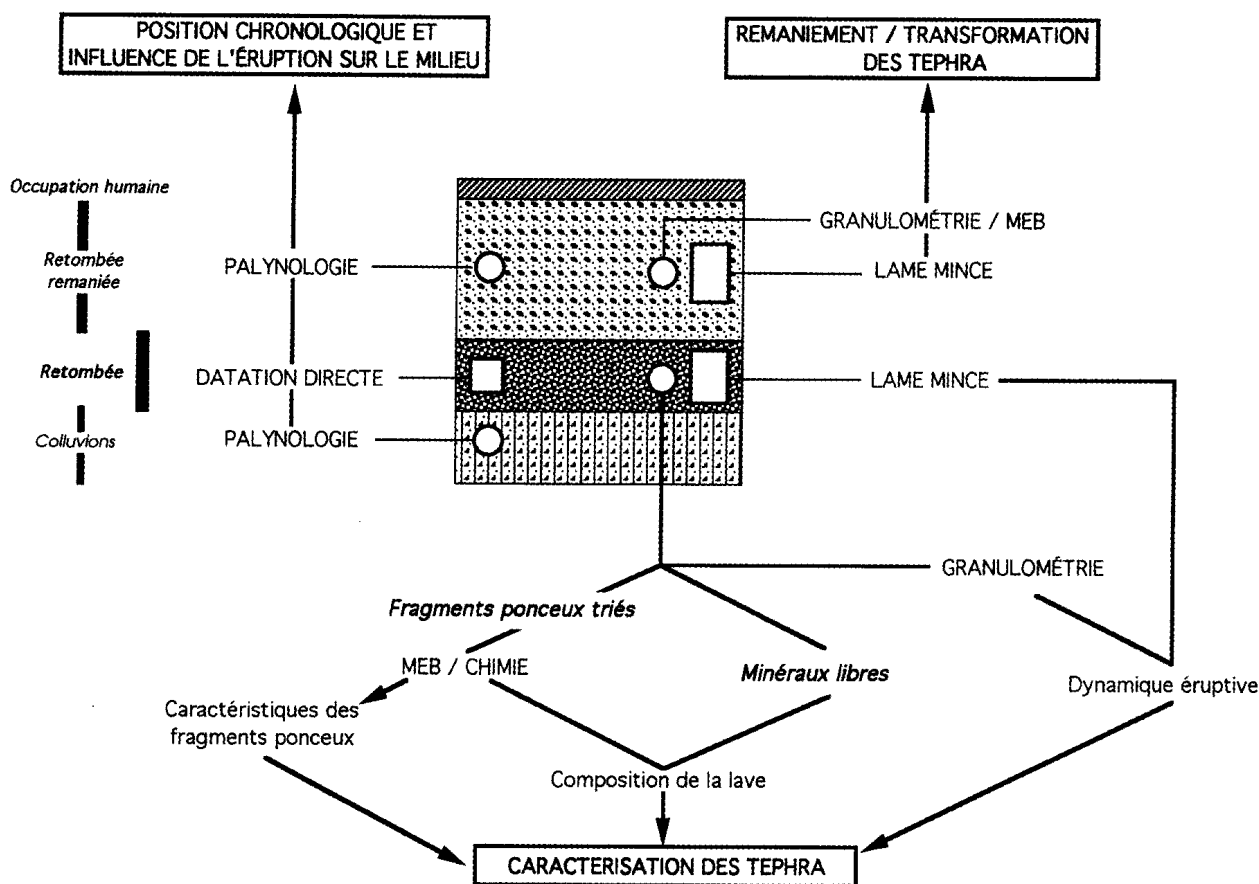 POSITION CHRONOLOGIQUE ET
INFLUENCE DE L'ÉRUPTION SUR LE MILIEU
REMANIEMENT / TRANSFORMATION
DES TEPHRA
Occupation humaine
Retombée
remaniée
Retombée
Colluvions
PALYNOLOGIE
DATATION DIRECTE
PALYNOLOGIE
GRANULOMÉTRIE / MEB
LAME MINCE
LAME MINCE
GRANULOMÉTRIE
Fragments ponceux triés
MEB / CHIMIE
Minéraux libres
Dynamique éruptive
Caractéristiques des
fragments ponceux
Composition de la lave
CARACTERISATION DES TEPHRA